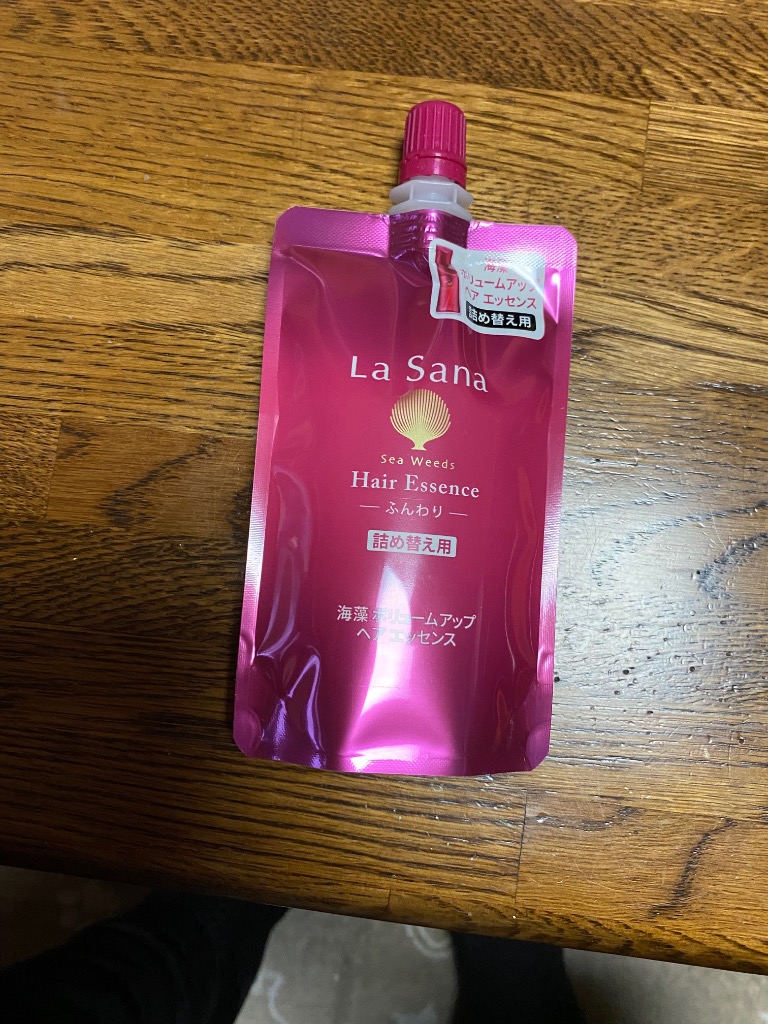 海藻
ボリュームアップ
ヘア エッセンス
詰め替え用
La Sana
Sea Weeds
Hair Essence
ふんわり
詰め替え用
海藻 ボリュームアップ
ヘア エッセンス